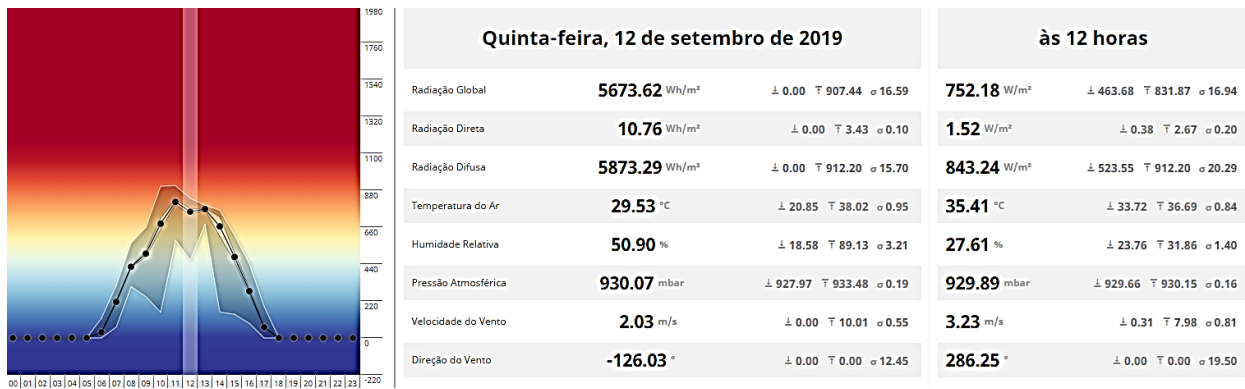 1980
1760
1540
1320
1100
880
660
440
220
0
-220
00 01 02 03 04 05 06 07 08 09 10 11 12 13 14 15 16 17 18 19 20 21 22 23
Quinta-feira, 12 de setembro de 2019
às 12 horas
Radiação Global 5673.62 Wh/m² ⤓ 0.00 ⤒ 907.44 σ 16.59 752.18 W/m² ⤓ 463.68 ⤒ 831.87 σ 16.94
Radiação Direta 10.76 Wh/m² ⤓ 0.00 ⤒ 3.43 σ 0.10 1.52 W/m² ⤓ 0.38 ⤒ 2.67 σ 0.20
Radiação Difusa 5873.29 Wh/m² ⤓ 0.00 ⤒ 912.20 σ 15.70 843.24 W/m² ⤓ 523.55 ⤒ 912.20 σ 20.29
Temperatura do Ar 29.53 °C ⤓ 20.85 ⤒ 38.02 σ 0.95 35.41 °C ⤓ 33.72 ⤒ 36.69 σ 0.84
Humidade Relativa 50.90 % ⤓ 18.58 ⤒ 89.13 σ 3.21 27.61 % ⤓ 23.76 ⤒ 31.86 σ 1.40
Pressão Atmosférica 930.07 mbar ⤓ 927.97 ⤒ 933.48 σ 0.19 929.89 mbar ⤓ 929.66 ⤒ 930.15 σ 0.16
Velocidade do Vento 2.03 m/s ⤓ 0.00 ⤒ 10.01 σ 0.55 3.23 m/s ⤓ 0.31 ⤒ 7.98 σ 0.81
Direção do Vento -126.03 ° ⤓ 0.00 ⤒ 0.00 σ 12.45 286.25 ° ⤓ 0.00 ⤒ 0.00 σ 19.50